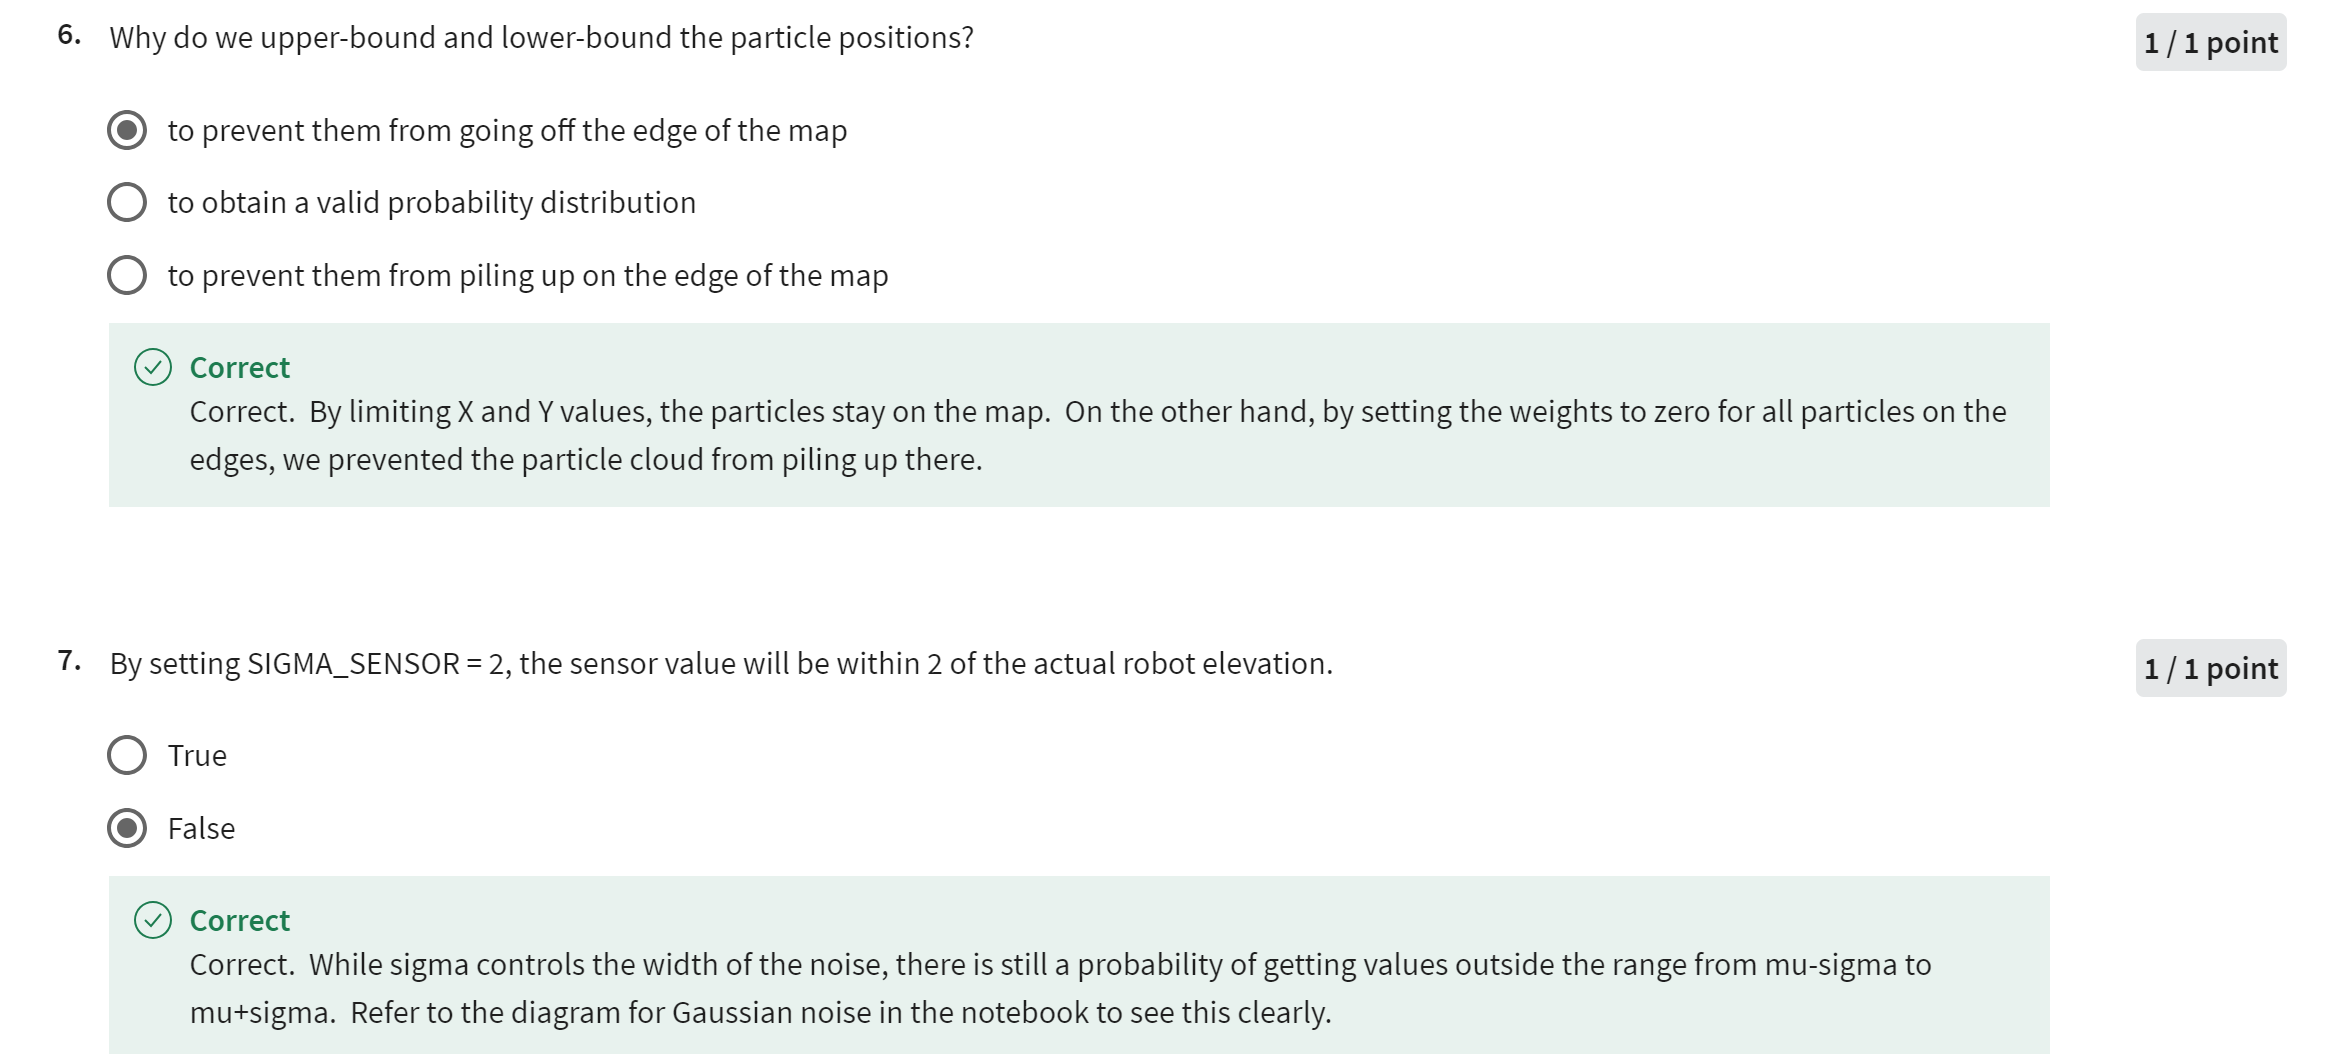 6. Why do we upper-bound and lower-bound the particle positions?
1 / 1 point
to prevent them from going off the edge of the map
to obtain a valid probability distribution
to prevent them from piling up on the edge of the map
Correct
Correct.  By limiting X and Y values, the particles stay on the map.  On the other hand, by setting the weights to zero for all particles on the
edges, we prevented the particle cloud from piling up there.
7. By setting SIGMA_SENSOR = 2, the sensor value will be within 2 of the actual robot elevation.
1 / 1 point
True
False
Correct
Correct.  While sigma controls the width of the noise, there is still a probability of getting values outside the range from mu-sigma to
mu+sigma.  Refer to the diagram for Gaussian noise in the notebook to see this clearly.